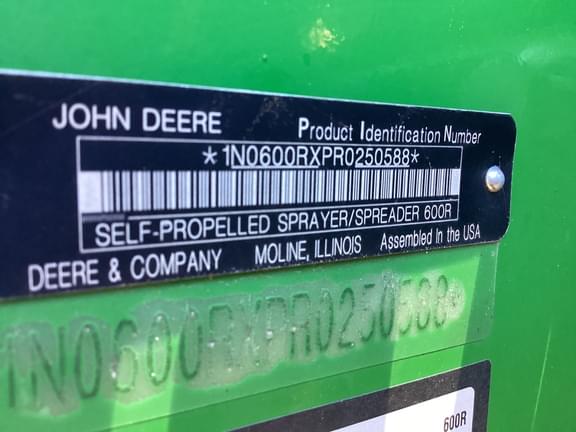 JOHN DEERE
Product Identification Number
*1N0600RXPR0250588*
SELF-PROPELLED SPRAYER/SPREADER 600R
DEERE & COMPANY MOLINE, ILLINOIS Assembled In the USA
1N0600RXPR0250588*
600R